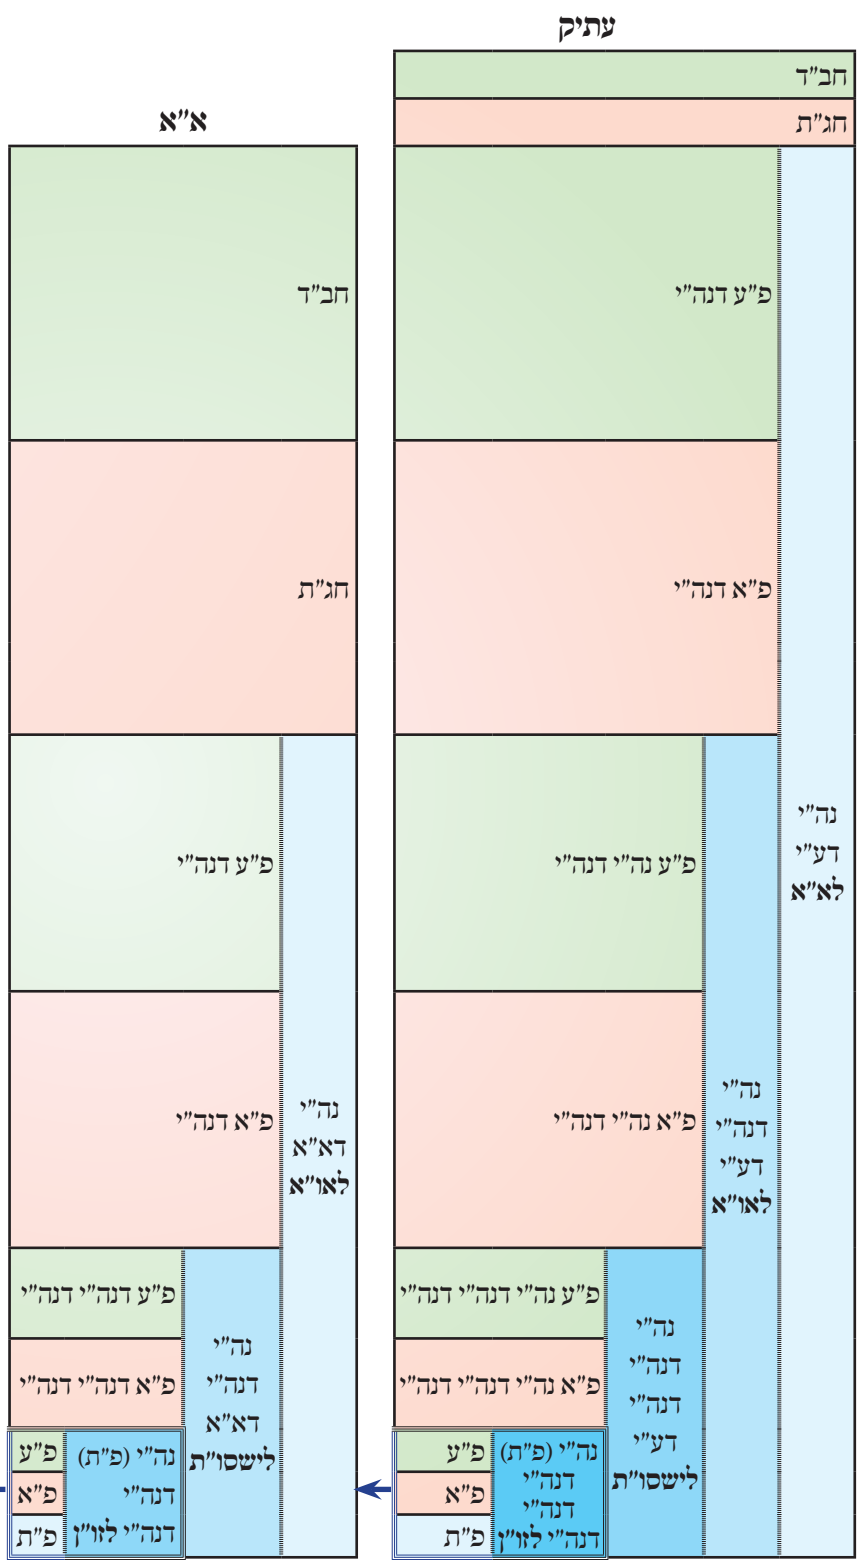 עתיק
חב"ד
חג"ת
פ"ע דנה"י
פ"א דנה"י
נה"י
דע"י
לא"א
פ"ע נה"י דנה"י
פ"א נה"י דנה"י
נה"י
דנה"י
דע"י
לאו"א
פ"ע נה"י דנה"י דנה"י
פ"א נה"י דנה"י דנה"י
נה"י
דנה"י
דנה"י
דע"י
לישסו"ת
נה"י (פ"ת)
דנה"י
דנה"י
דנה"י לזו"ן
פ"ע
פ"א
פ"ת
א"א
חב"ד
חג"ת
פ"ע דנה"י
פ"א דנה"י
נה"י
דא"א
לאו"א
פ"ע דנה"י דנה"י
פ"א דנה"י דנה"י
נה"י
דנה"י
דא"א
לישסו"ת
נה"י (פ"ת)
דנה"י
דנה"י לזו"ן
פ"ע
פ"א
פ"ת